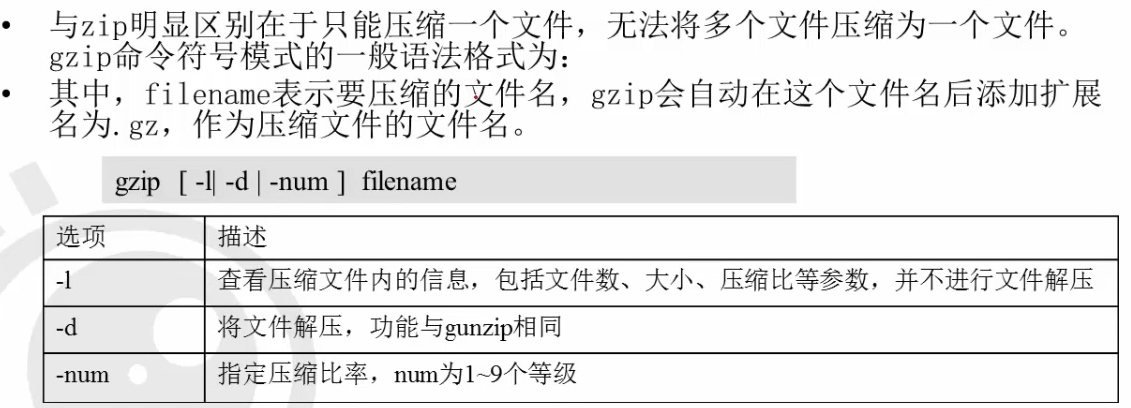 • 与zip明显区别在于只能压缩一个文件，无法将多个文件压缩为一个文件。
gzip命令符号模式的一般语法格式为：
• 其中，filename表示要压缩的文件名，gzip会自动在这个文件名后添加扩展
名为.gz，作为压缩文件的文件名。
gzip [ -l| -d | -num ] filename
选项 描述
-l 查看压缩文件内的信息，包括文件数、大小、压缩比等参数，并不进行文件解压
-d 将文件解压，功能与gunzip相同
-num 指定压缩比率，num为1~9个等级